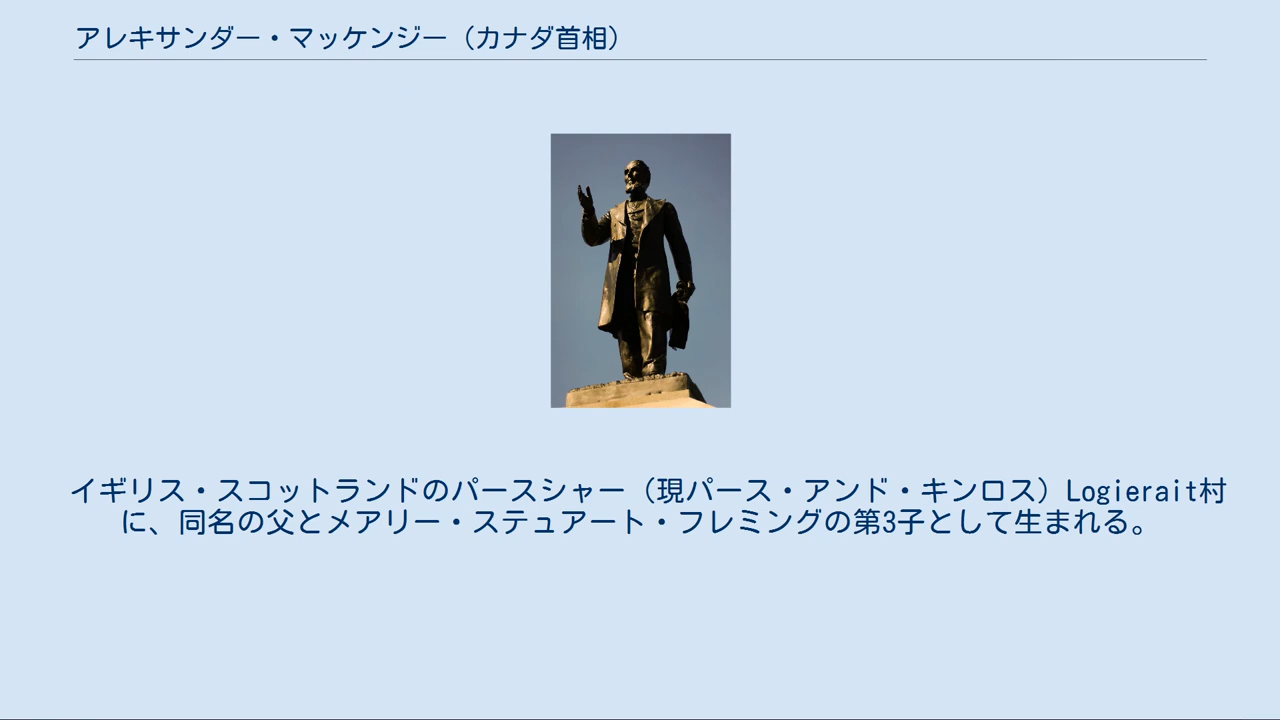 アレキサンダー・マッケンジー（カナダ首相）
イギリス・スコットランドのパースシャー（現パース・アンド・キンロス）Logierait村
に、同名の父とメアリー・ステュアート・フレミングの第3子として生まれる。